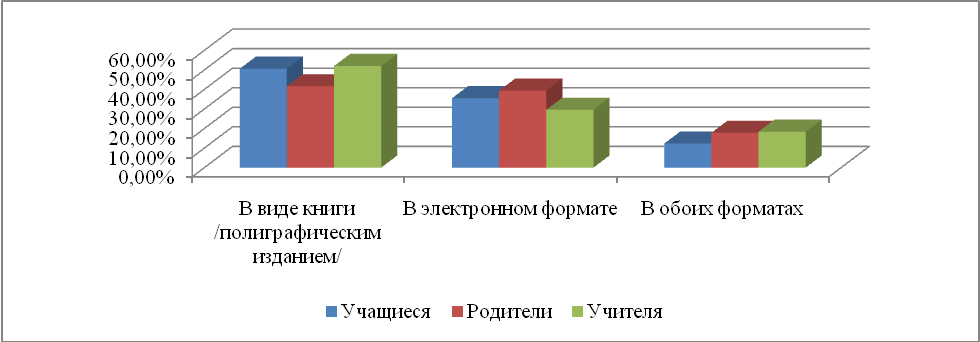 60,00%
50,00%
40,00%
30,00%
20,00%
10,00%
0,00%
В виде книги
/полиграфическим
изданием/
В электронном формате
В обоих форматах
Учащиеся
Родители
Учителя